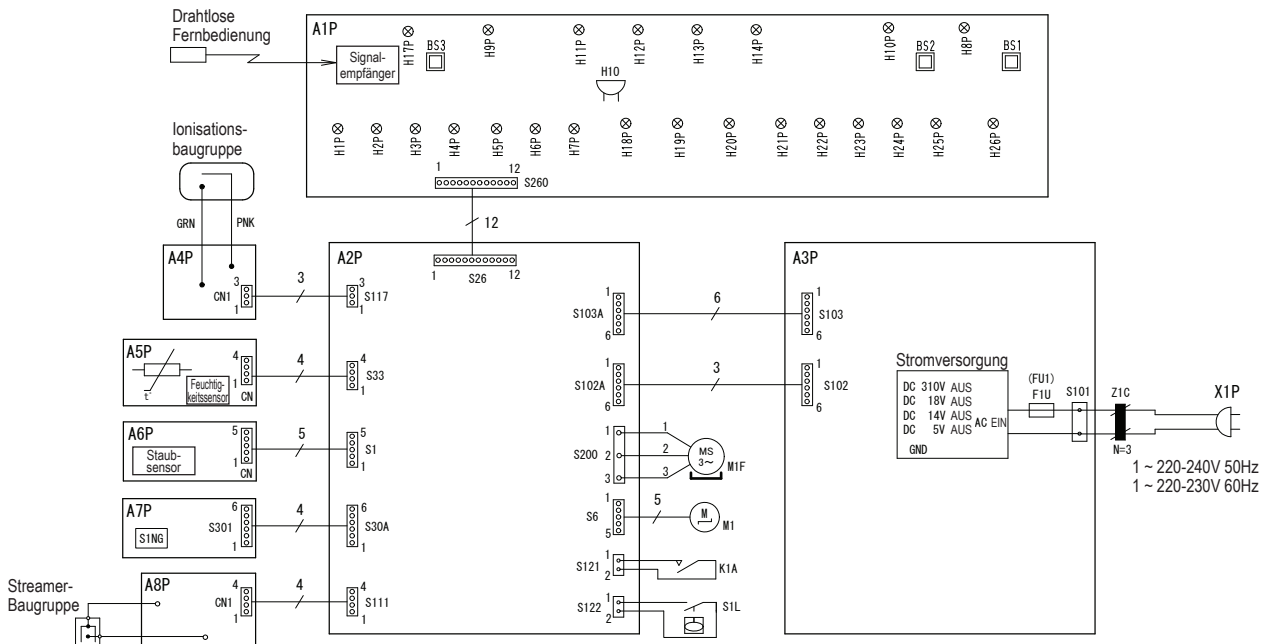 Drahtlose
Fernbedienung
A1P
Signal-
empfänger
H17P
BS3
H9P
H11P
H12P
H13P
H14P
H10P
BS2
H8P
BS1
H10
H1P
H2P
H3P
H4P
H5P
H6P
H7P
H18P
H19P
H20P
H21P
H22P
H23P
H24P
H25P
H26P
1 12
S260
12
Ionisations-
baugruppe
GRN PNK
A4P
CN1
3
1
3
A2P
1 S26 12
3
S117
1
A5P
t°
Feuchtig-
keitssensor
4
1
CN
4
4
S33
1
A6P
Staub-
sensor
5
1
CN
5
5
S1
1
A7P
S1NG
S301
6
1
4
6
S30A
1
Streamer-
Baugruppe
A8P
CN1
4
1
4
4
S111
1
S103A
1
6
6
A3P
1
S103
6
S102A
1
6
3
1
S102
6
S200
1
2
3
1
2
3
MS
3~
M1F
S6
1
5
5
M
M1
S121
1
2
K1A
S122
1
2
S1L
Stromversorgung
DC 310V AUS
DC 18V AUS
DC 14V AUS
DC 5V AUS
AC EIN
GND
(FU1)
F1U
S101
Z1C
N=3
X1P
1 ~ 220-240V 50Hz
1 ~ 220-230V 60Hz